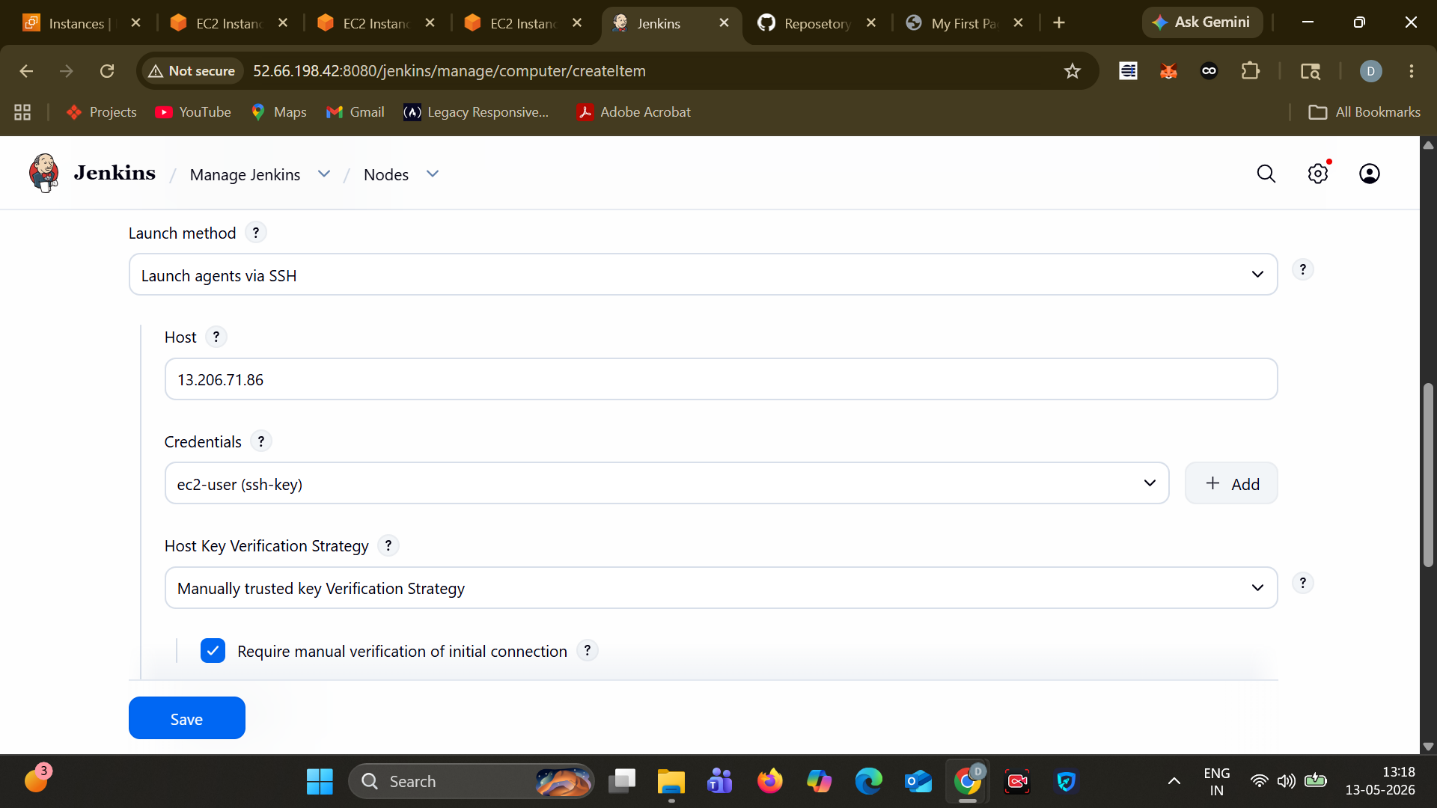 Instances |
EC2 Instanc
EC2 Instanc
EC2 Instanc
Jenkins
Reposetory
My First Pa
Ask Gemini
Not secure
52.66.198.42:8080/jenkins/manage/computer/createItem
D
Projects
YouTube
Maps
Gmail
Legacy Responsive...
Adobe Acrobat
All Bookmarks
Jenkins / Manage Jenkins / Nodes
Launch method ?
Launch agents via SSH
?
Host ?
13.206.71.86
Credentials ?
ec2-user (ssh-key)
+ Add
Host Key Verification Strategy ?
Manually trusted key Verification Strategy
?
Require manual verification of initial connection ?
Save
3
Search
D
ENG
IN
13:18
13-05-2026